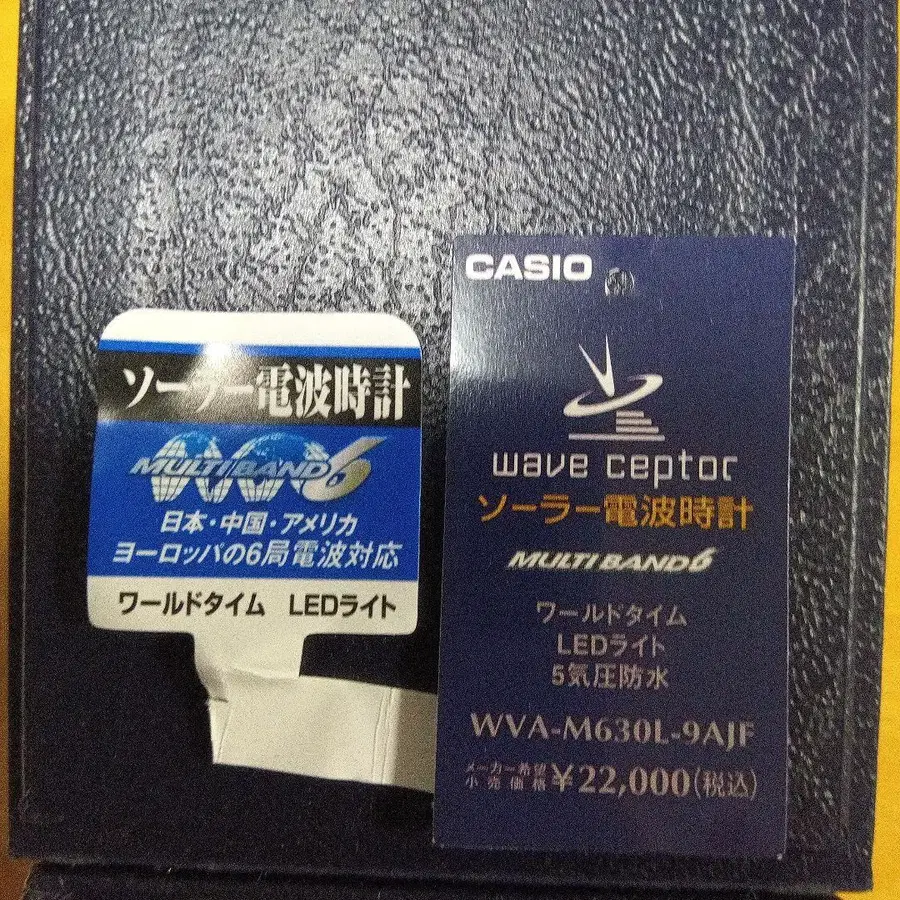 ソーラー電波時計
MULTI BAND 6
日本・中国・アメリカ
ヨーロッパの6局電波対応
ワールドタイム LEDライト
CASIO
wave ceptor
ソーラー電波時計
MULTI BAND 6
ワールドタイム
LEDライト
5気圧防水
WVA-M630L-9AJF
メーカー希望
小売価格 ¥22,000(税込)